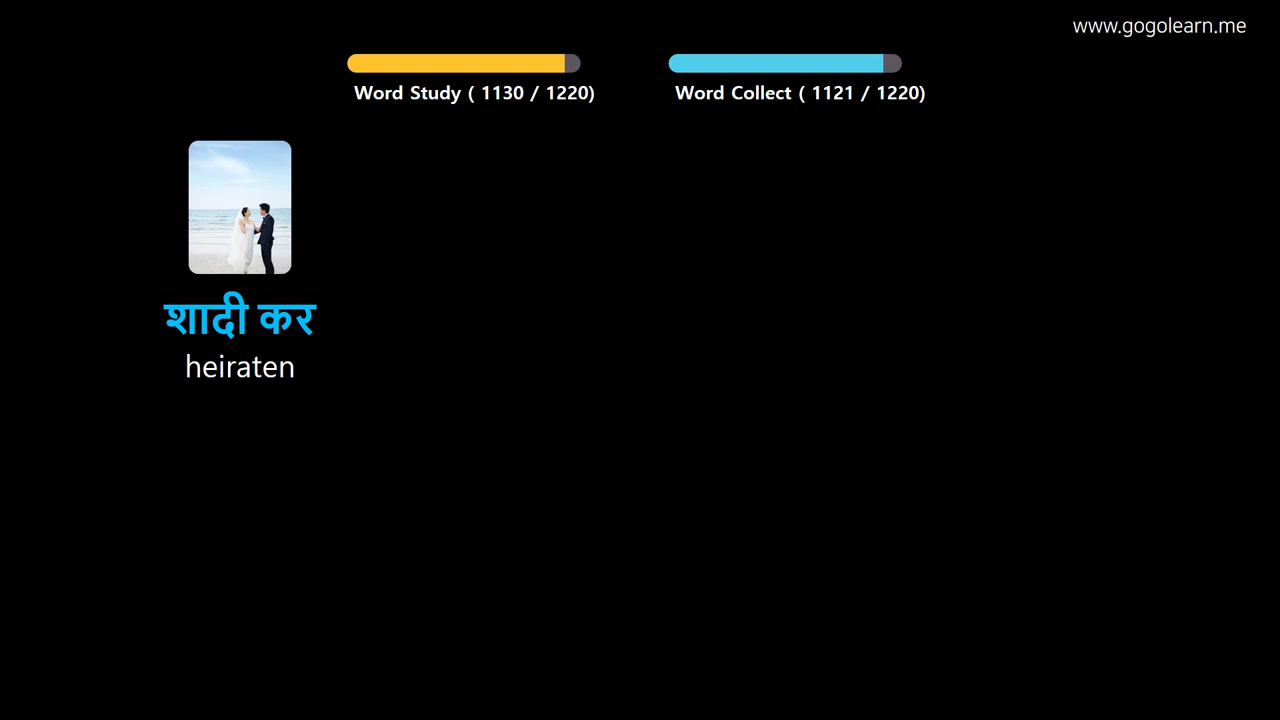 www.gogolearn.me
Word Study ( 1130 / 1220)
Word Collect ( 1121 / 1220)
शादी कर
heiraten